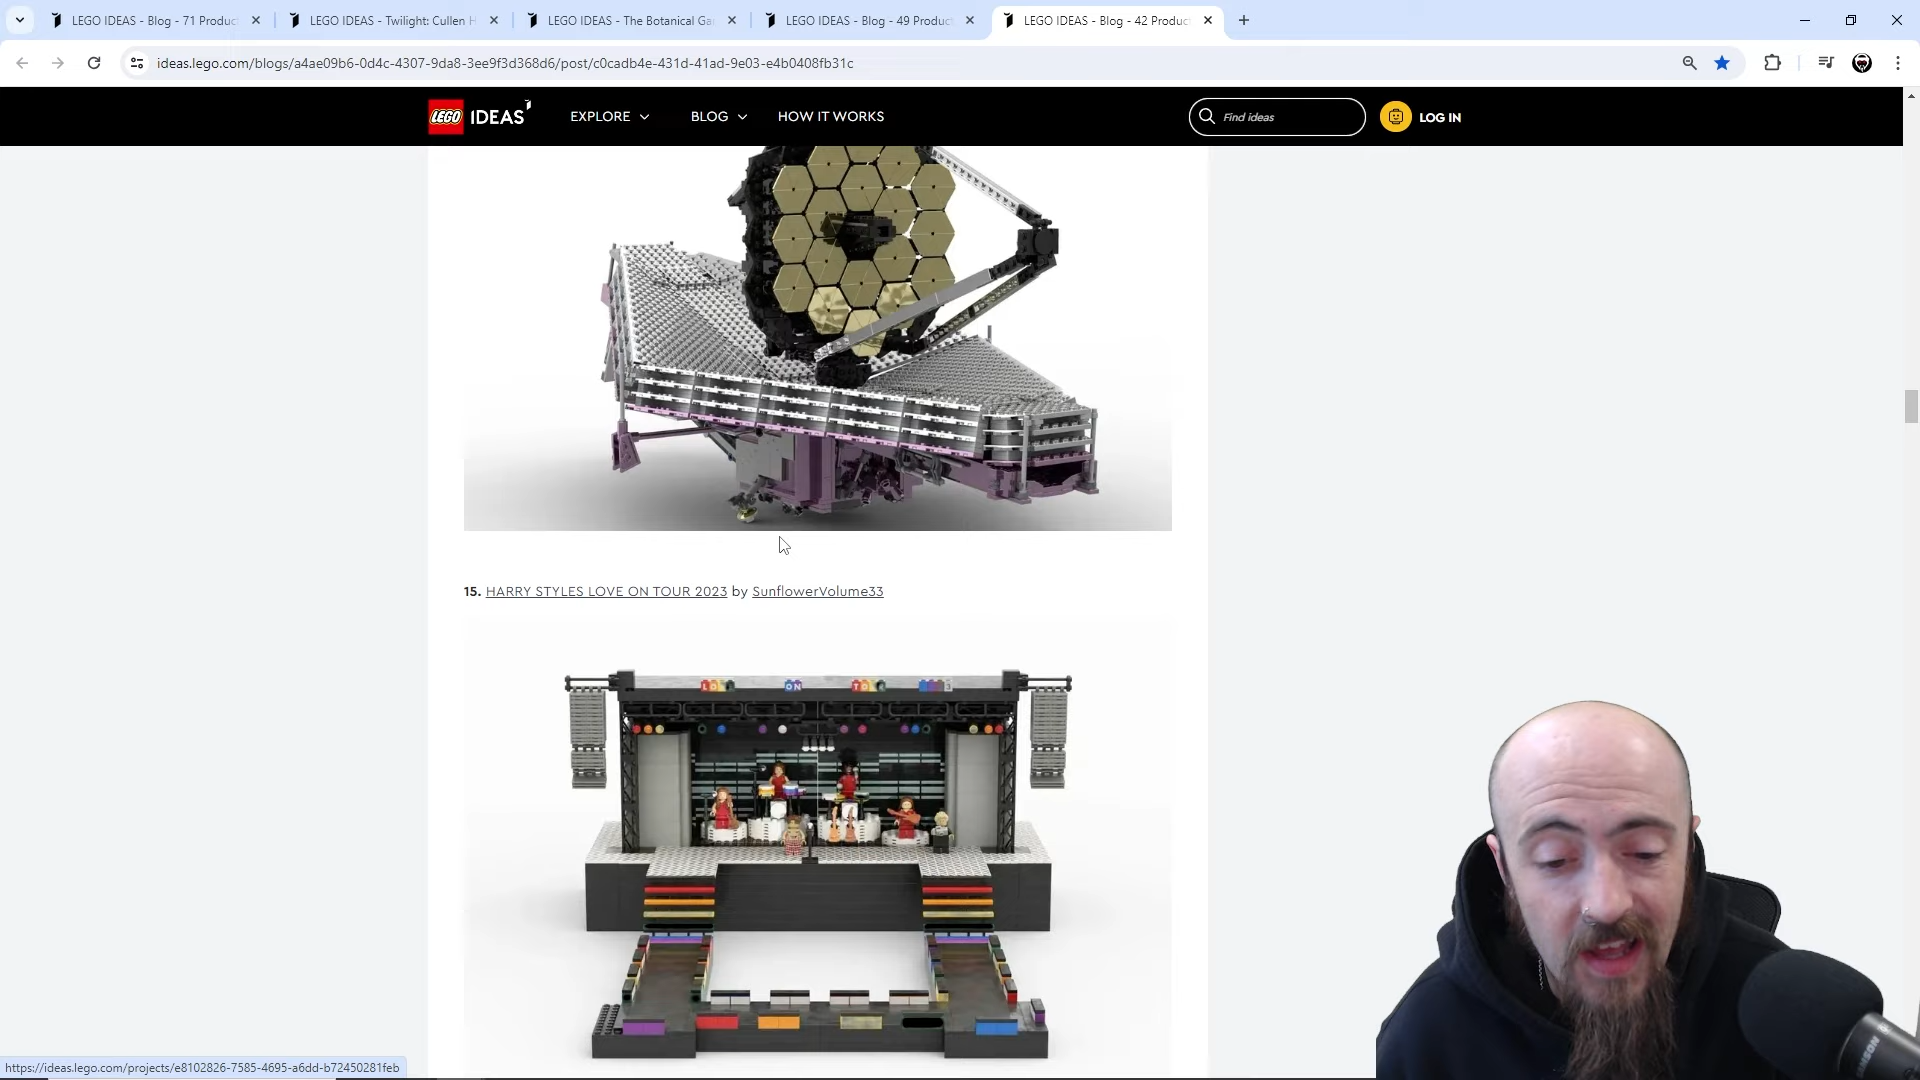 LEGO IDEAS - Blog - 71 Produc
LEGO IDEAS - Twilight: Cullen H
LEGO IDEAS - The Botanical Ga
LEGO IDEAS - Blog - 49 Produc
LEGO IDEAS - Blog - 42 Produc
ideas.lego.com/blogs/a4ae09b6-0d4c-4307-9da8-3ee9f3d368d6/post/c0cadb4e-431d-41ad-9e03-e4b0408fb31c
LEGO IDEAS
EXPLORE
BLOG
HOW IT WORKS
Find ideas
LOG IN
15. HARRY STYLES LOVE ON TOUR 2023 by SunflowerVolume33
ON
https://ideas.lego.com/projects/e8102826-7585-4695-a6dd-b72450281feb